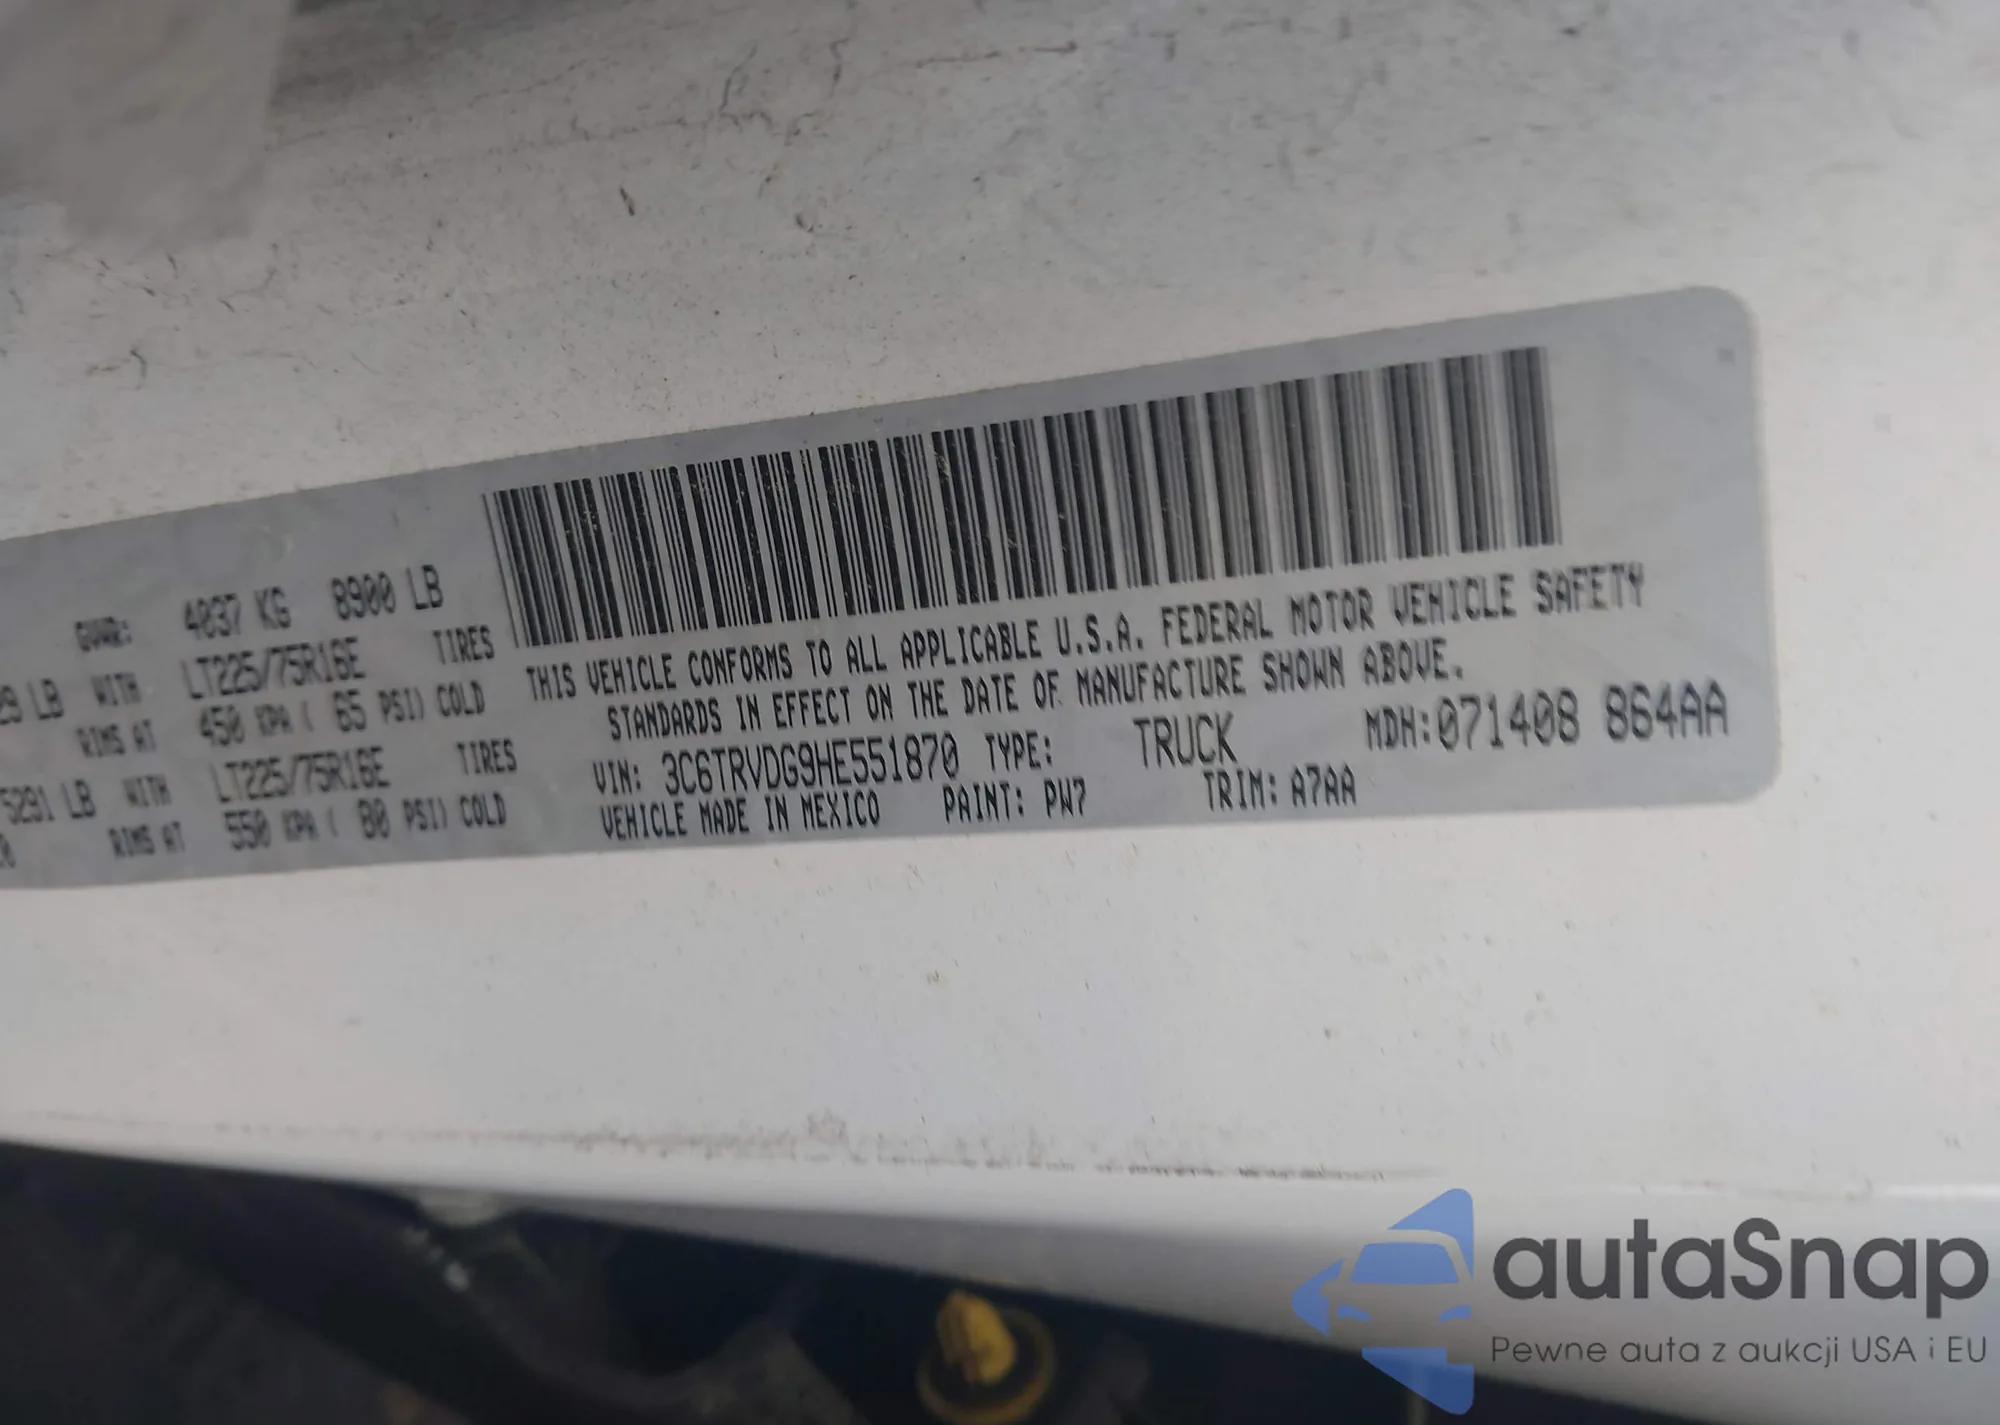 GVWR: 4037 KG 8900 LB
29 LB WITH LT225/75R16E TIRES
RIMS AT 450 KPA ( 65 PSI) COLD
5291 LB WITH LT225/75R16E TIRES
0 RIMS AT 550 KPA ( 80 PSI) COLD
THIS VEHICLE CONFORMS TO ALL APPLICABLE U.S.A. FEDERAL MOTOR VEHICLE SAFETY
STANDARDS IN EFFECT ON THE DATE OF MANUFACTURE SHOWN ABOVE.
VIN: 3C6TRVDG9HE551870 TYPE: TRUCK MDH:071408 864AA
VEHICLE MADE IN MEXICO PAINT: PW7 TRIM: A7AA
autaSnap
Pewne auta z aukcji USA i EU